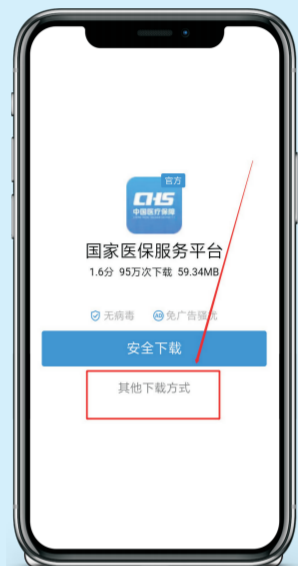 官方
CHS
中国医疗保障
国家医保服务平台
1.6分 95万次下载 59.34MB
无病毒 免广告骚扰
安全下载
其他下载方式